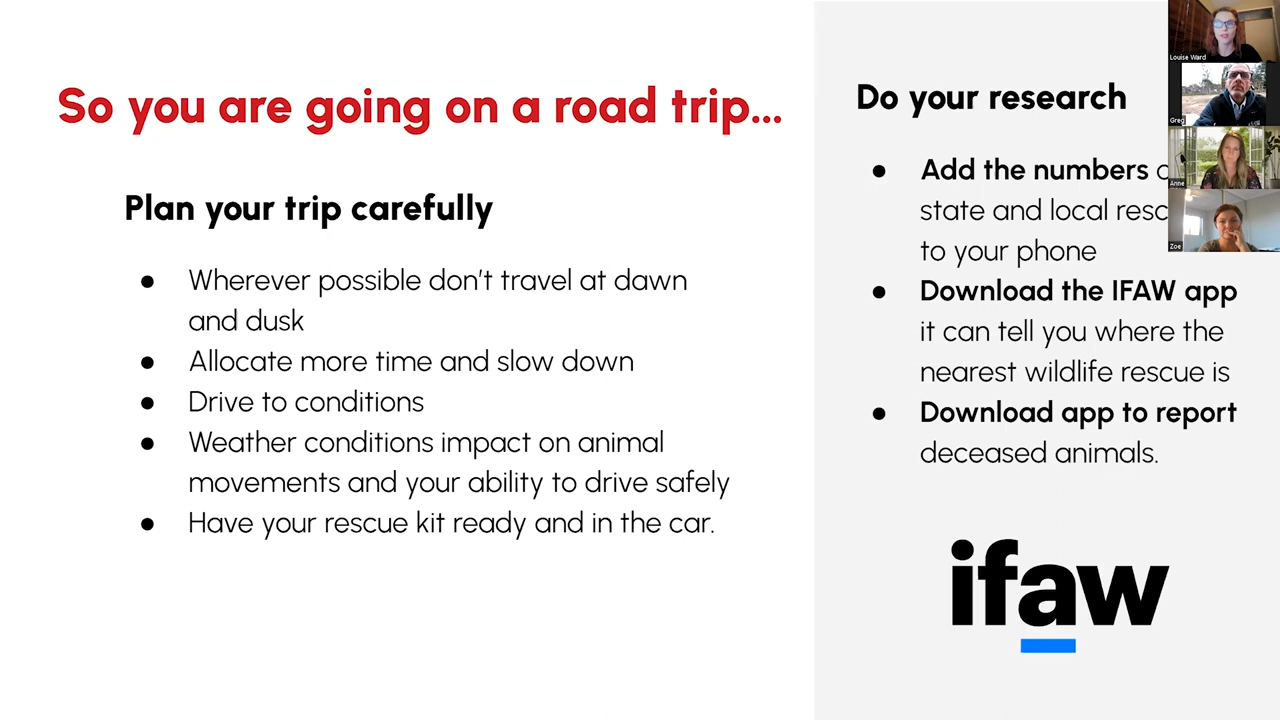 So you are going on a road trip...
Plan your trip carefully
● Wherever possible don't travel at dawn
and dusk
● Allocate more time and slow down
● Drive to conditions
● Weather conditions impact on animal
movements and your ability to drive safely
● Have your rescue kit ready and in the car.
Do your research
● Add the numbers
state and local
to your phone
● Download the IFAW app
it can tell you where the
nearest wildlife rescue is
● Download app to report
deceased animals.
ifaw
Louise Ward
Greg
Anne
Zoe